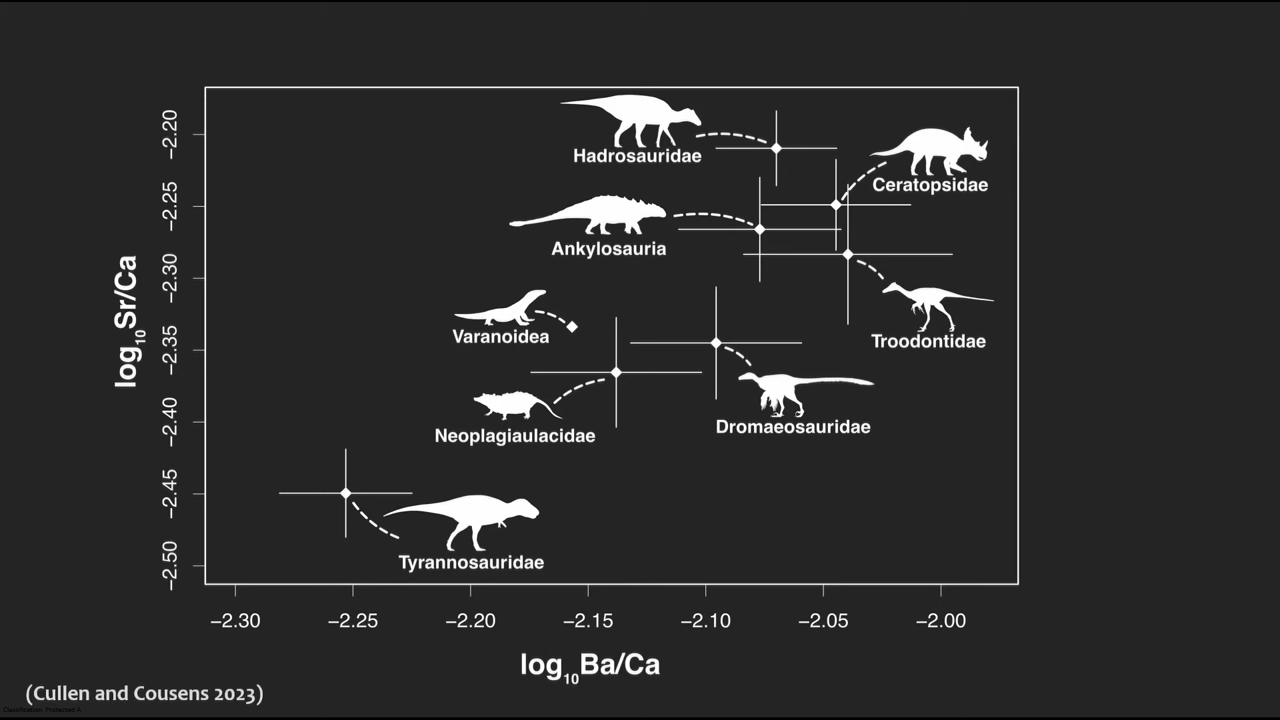 Hadrosauridae
Ceratopsidae
Ankylosauria
Varanoidea
Troodontidae
Neoplagiaulacidae
Dromaeosauridae
Tyrannosauridae
log10Sr/Ca
−2.20
−2.25
−2.30
−2.35
−2.40
−2.45
−2.50
−2.30 −2.25 −2.20 −2.15 −2.10 −2.05 −2.00
log10Ba/Ca
(Cullen and Cousens 2023)
Classification: Protected A